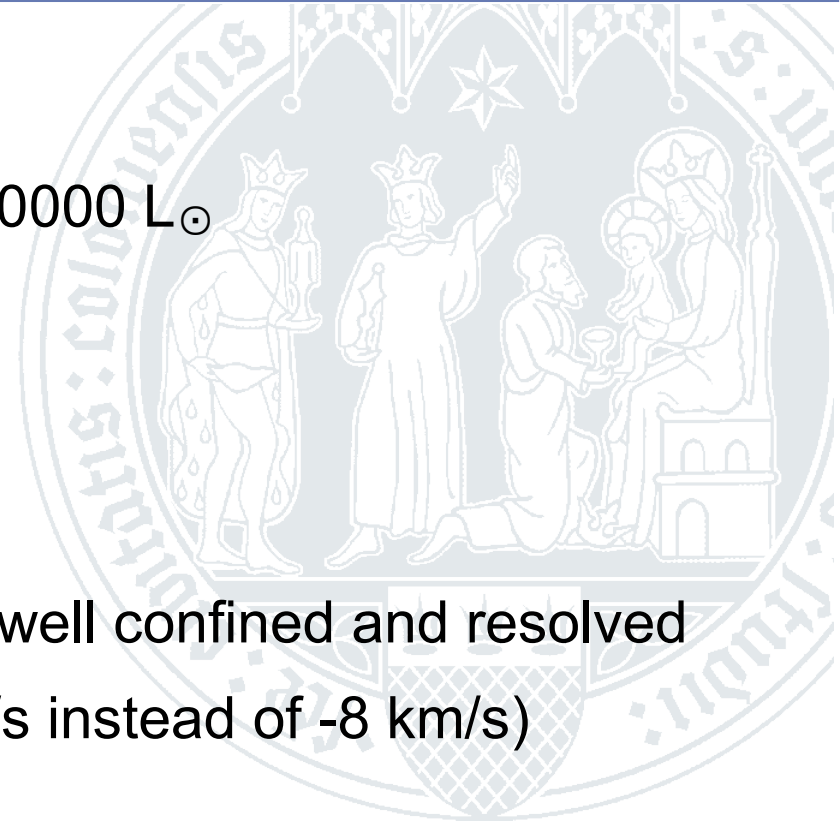 0000 L☉
well confined and resolved
/s instead of -8 km/s)